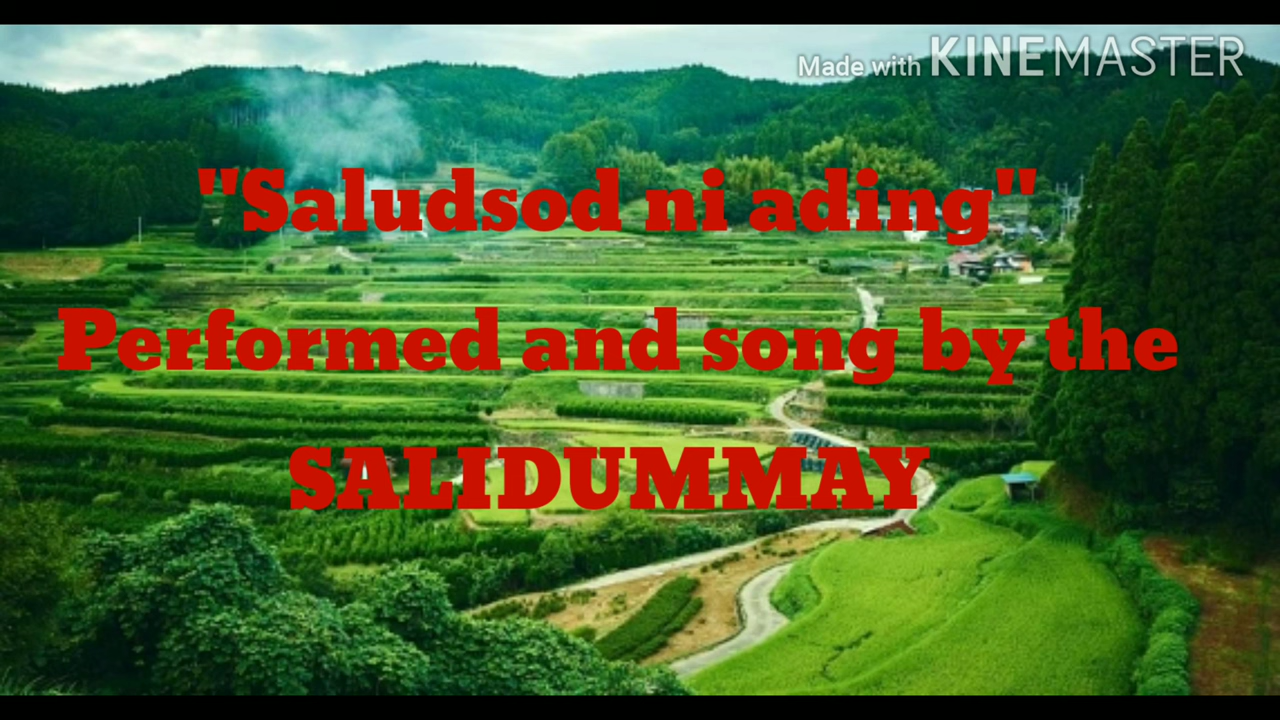 Made with KINEMASTER
"Saludsod ni ading"
Performed and song by the
SALIDUMMAY